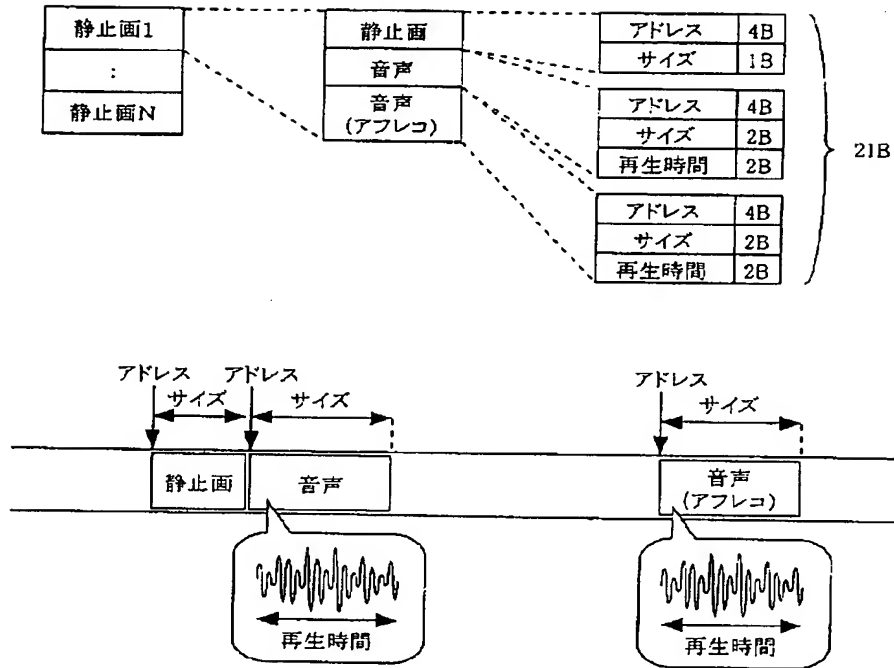 静止画1
:
静止画N
静止画
音声
音声
(アフレコ)
アドレス 4B
サイズ 1B
アドレス 4B
サイズ 2B
再生時間 2B
アドレス 4B
サイズ 2B
再生時間 2B
21B
アドレス アドレス
サイズ サイズ
アドレス
サイズ
静止画
音声
音声
(アフレコ)
再生時間
再生時間